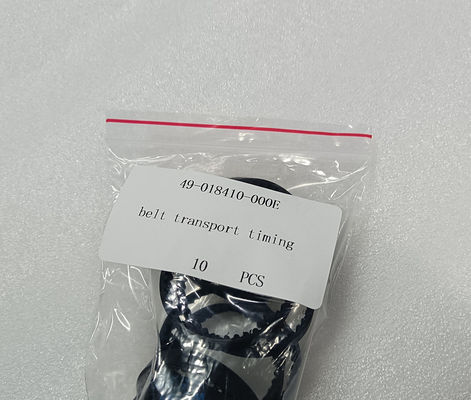 49-018410-000E
belt transport timing
10 PCS